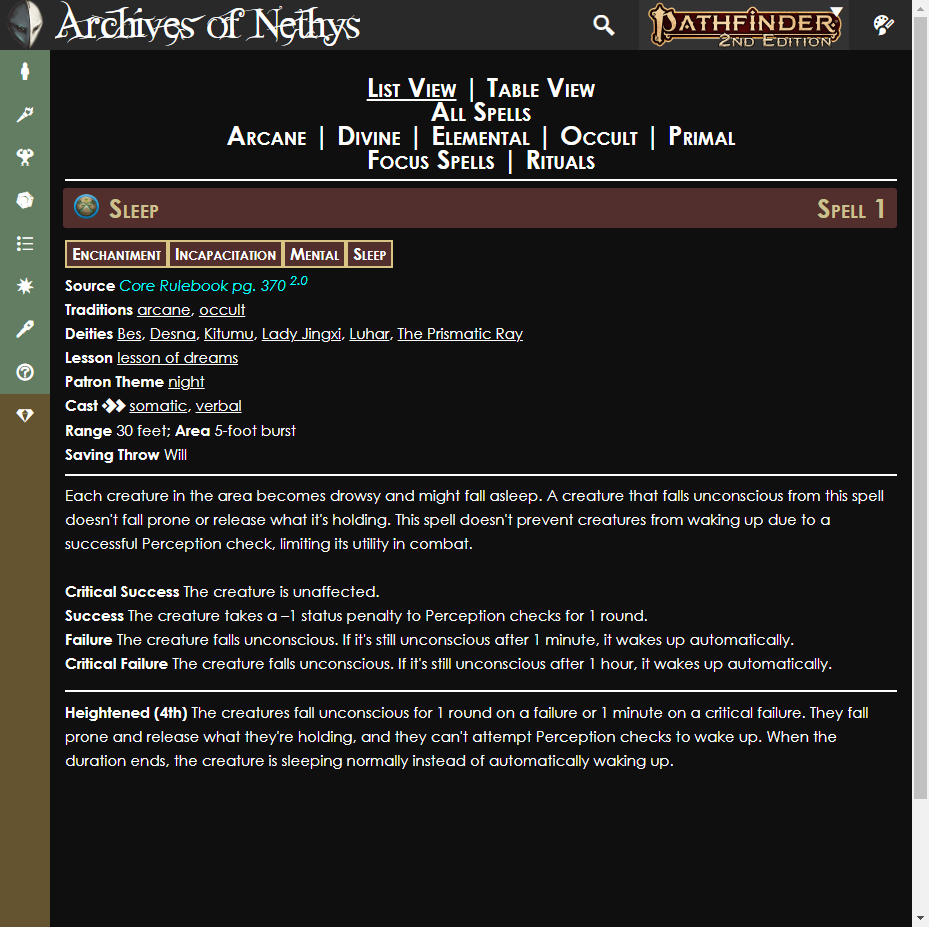 Archives of Nethys
PATHFINDER
2ND EDITION
List View | Table View
All Spells
Arcane | Divine | Elemental | Occult | Primal
Focus Spells | Rituals
Sleep Spell 1
Enchantment Incapacitation Mental Sleep
Source Core Rulebook pg. 370 2.0
Traditions arcane, occult
Deities Bes, Desna, Kitumu, Lady Jingxi, Luhar, The Prismatic Ray
Lesson lesson of dreams
Patron Theme night
Cast somatic, verbal
Range 30 feet; Area 5-foot burst
Saving Throw Will
Each creature in the area becomes drowsy and might fall asleep. A creature that falls unconscious from this spell
doesn't fall prone or release what it's holding. This spell doesn't prevent creatures from waking up due to a
successful Perception check, limiting its utility in combat.
Critical Success The creature is unaffected.
Success The creature takes a –1 status penalty to Perception checks for 1 round.
Failure The creature falls unconscious. If it's still unconscious after 1 minute, it wakes up automatically.
Critical Failure The creature falls unconscious. If it's still unconscious after 1 hour, it wakes up automatically.
Heightened (4th) The creatures fall unconscious for 1 round on a failure or 1 minute on a critical failure. They fall
prone and release what they're holding, and they can't attempt Perception checks to wake up. When the
duration ends, the creature is sleeping normally instead of automatically waking up.